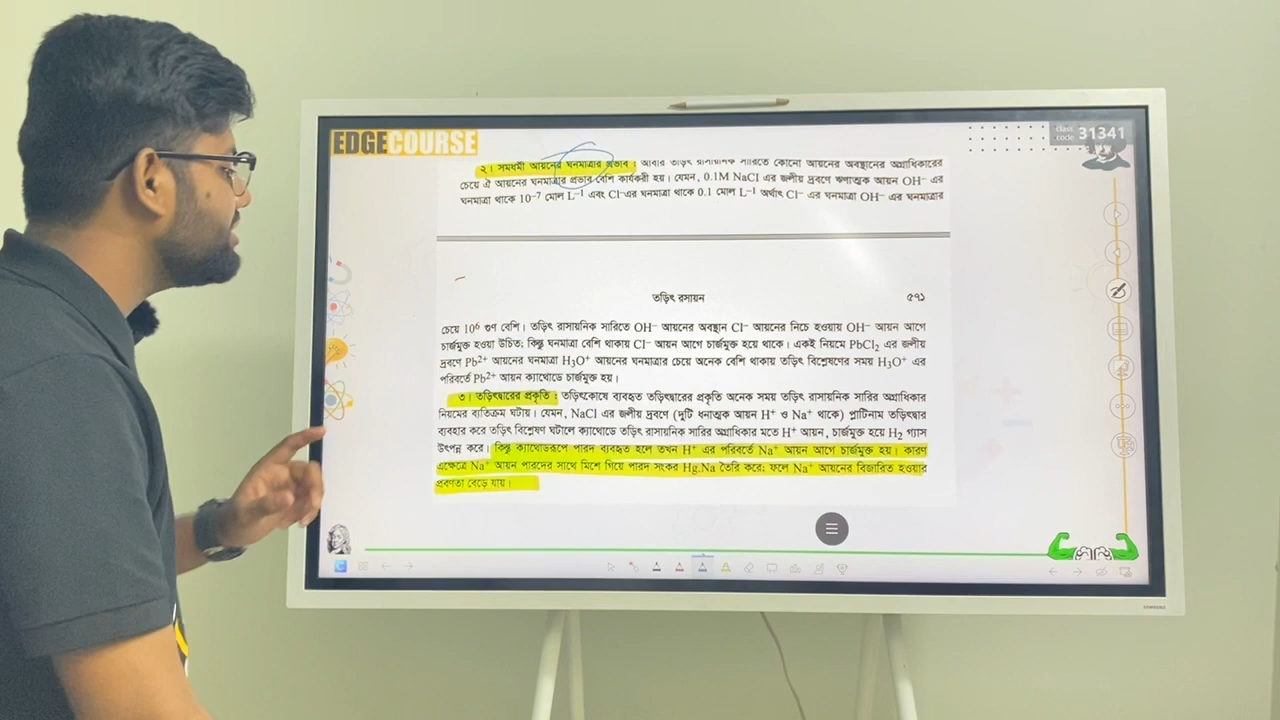 EDGECOURSE
class code 31341
২। সমধর্মী আয়নের ঘনমাত্রার প্রভাব : আবার তড়িৎ রাসায়নিক সারিতে কোনো আয়নের অবস্থানের অগ্রাধিকারের
চেয়ে ঐ আয়নের ঘনমাত্রার প্রভাব বেশি কার্যকরী হয়। যেমন, 0.1M NaCl এর জলীয় দ্রবণে ঋণাত্মক আয়ন OH⁻ এর
ঘনমাত্রা থাকে 10⁻⁷ মোল L⁻¹ এবং Cl⁻এর ঘনমাত্রা থাকে 0.1 মোল L⁻¹ অর্থাৎ Cl⁻ এর ঘনমাত্রা OH⁻ এর ঘনমাত্রার
তড়িৎ রসায়ন ৫৭১
চেয়ে 10⁶ গুণ বেশি। তড়িৎ রাসায়নিক সারিতে OH⁻ আয়নের অবস্থান Cl⁻ আয়নের নিচে হওয়ায় OH⁻ আয়ন আগে
চার্জমুক্ত হওয়া উচিত; কিন্তু ঘনমাত্রা বেশি থাকায় Cl⁻ আয়ন আগে চার্জমুক্ত হয়ে থাকে। একই নিয়মে PbCl₂ এর জলীয়
দ্রবণে Pb²⁺ আয়নের ঘনমাত্রা H₃O⁺ আয়নের ঘনমাত্রার চেয়ে অনেক বেশি থাকায় তড়িৎ বিশ্লেষণের সময় H₃O⁺ এর
পরিবর্তে Pb²⁺ আয়ন ক্যাথোডে চার্জমুক্ত হয়।
৩। তড়িৎদ্বারের প্রকৃতি : তড়িৎকোষে ব্যবহৃত তড়িৎদ্বারের প্রকৃতি অনেক সময় তড়িৎ রাসায়নিক সারির অগ্রাধিকার
নিয়মের ব্যতিক্রম ঘটায়। যেমন, NaCl এর জলীয় দ্রবণে (দুটি ধনাত্মক আয়ন H⁺ ও Na⁺ থাকে) প্লাটিনাম তড়িৎদ্বার
ব্যবহার করে তড়িৎ বিশ্লেষণ ঘটালে ক্যাথোডে তড়িৎ রাসায়নিক সারির অগ্রাধিকার মতে H⁺ আয়ন, চার্জমুক্ত হয়ে H₂ গ্যাস
উৎপন্ন করে। কিন্তু ক্যাথোডরূপে পারদ ব্যবহৃত হলে তখন H⁺ এর পরিবর্তে Na⁺ আয়ন আগে চার্জমুক্ত হয়। কারণ
এক্ষেত্রে Na⁺ আয়ন পারদের সাথে মিশে গিয়ে পারদ সংকর Hg.Na তৈরি করে; ফলে Na⁺ আয়নের বিজারিত হওয়ার
প্রবণতা বেড়ে যায়।
SAMSUNG